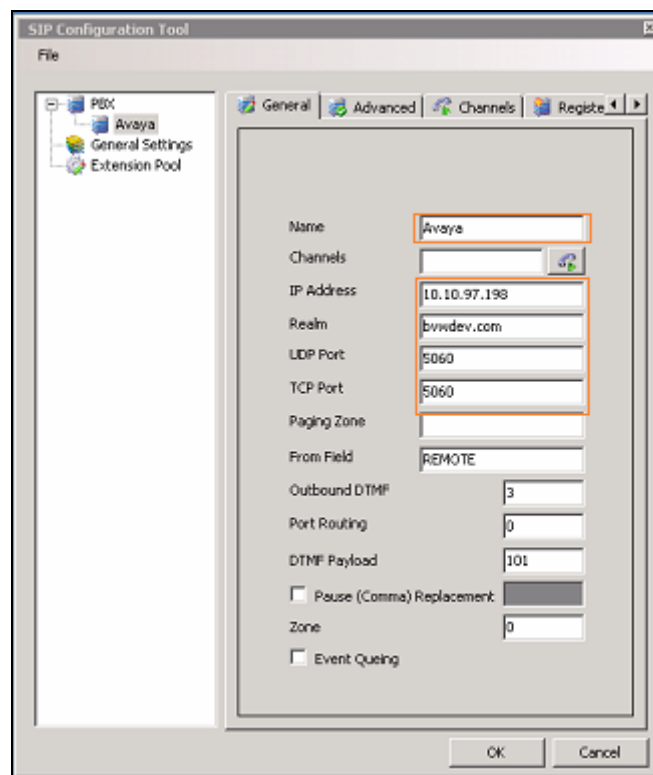 SIP Configuration Tool
File
PBX
Avaya
General Settings
Extension Pool
General
Advanced
Channels
Registe
Name Avaya
Channels
IP Address 10.10.97.198
Realm bvwdev.com
UDP Port 5060
TCP Port 5060
Paging Zone
From Field REMOTE
Outbound DTMF 3
Port Routing 0
DTMF Payload 101
Pause (Comma) Replacement
Zone 0
Event Queing
OK Cancel